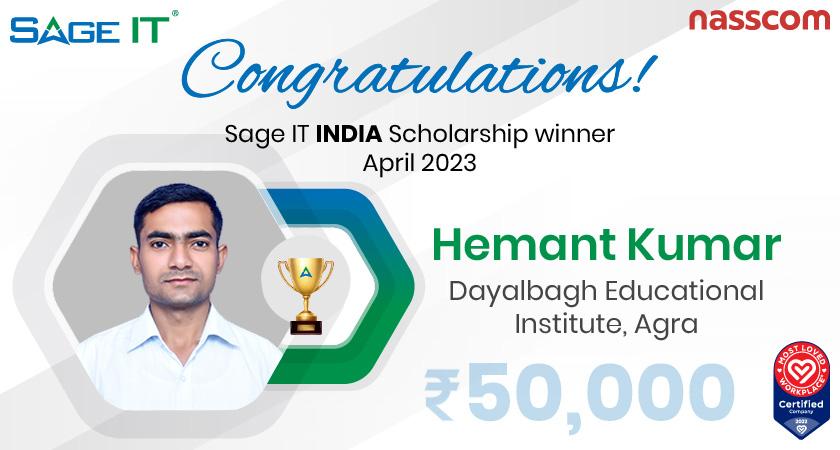 SAGE IT®
nasscom
Congratulations!
Sage IT INDIA Scholarship winner
April 2023
Hemant Kumar
Dayalbagh Educational
Institute, Agra
₹50,000
MOST LOVED
WORKPLACE
Certified
Company
2023